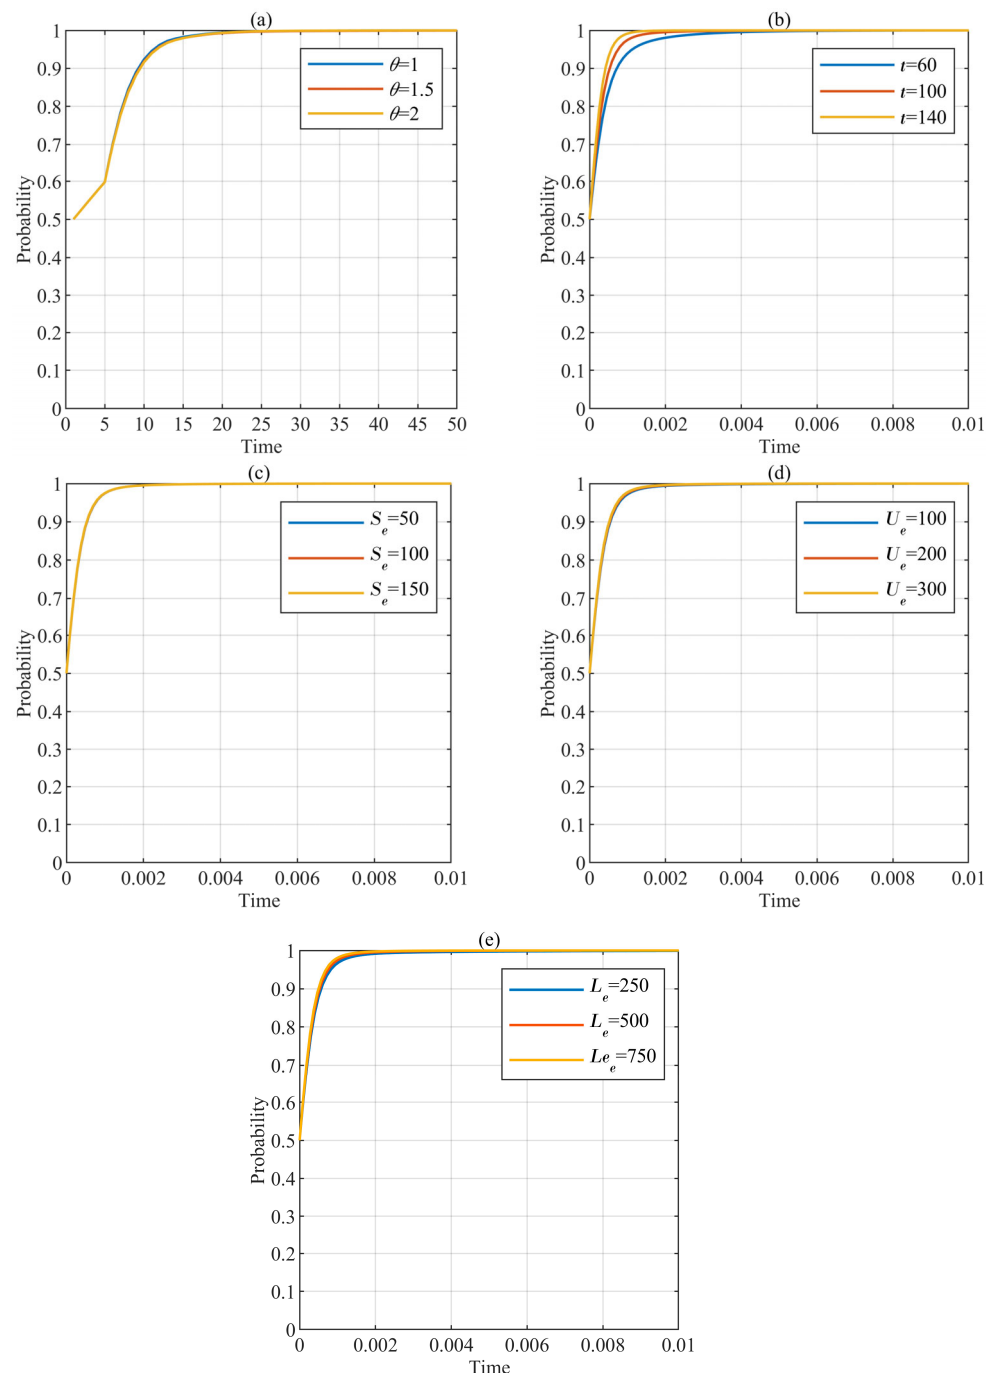 (a)
1
0.9
0.8
0.7
0.6
0.5
0.4
0.3
0.2
0.1
0
Probability
θ=1
θ=1.5
θ=2
0 5 10 15 20 25 30 35 40 45 50
Time
(b)
1
0.9
0.8
0.7
0.6
0.5
0.4
0.3
0.2
0.1
0
Probability
t=60
t=100
t=140
0 0.002 0.004 0.006 0.008 0.01
Time
(c)
1
0.9
0.8
0.7
0.6
0.5
0.4
0.3
0.2
0.1
0
Probability
S_e=50
S_e=100
S_e=150
0 0.002 0.004 0.006 0.008 0.01
Time
(d)
1
0.9
0.8
0.7
0.6
0.5
0.4
0.3
0.2
0.1
0
Probability
U_e=100
U_e=200
U_e=300
0 0.002 0.004 0.006 0.008 0.01
Time
(e)
1
0.9
0.8
0.7
0.6
0.5
0.4
0.3
0.2
0.1
0
Probability
L_e=250
L_e=500
Le_e=750
0 0.002 0.004 0.006 0.008 0.01
Time